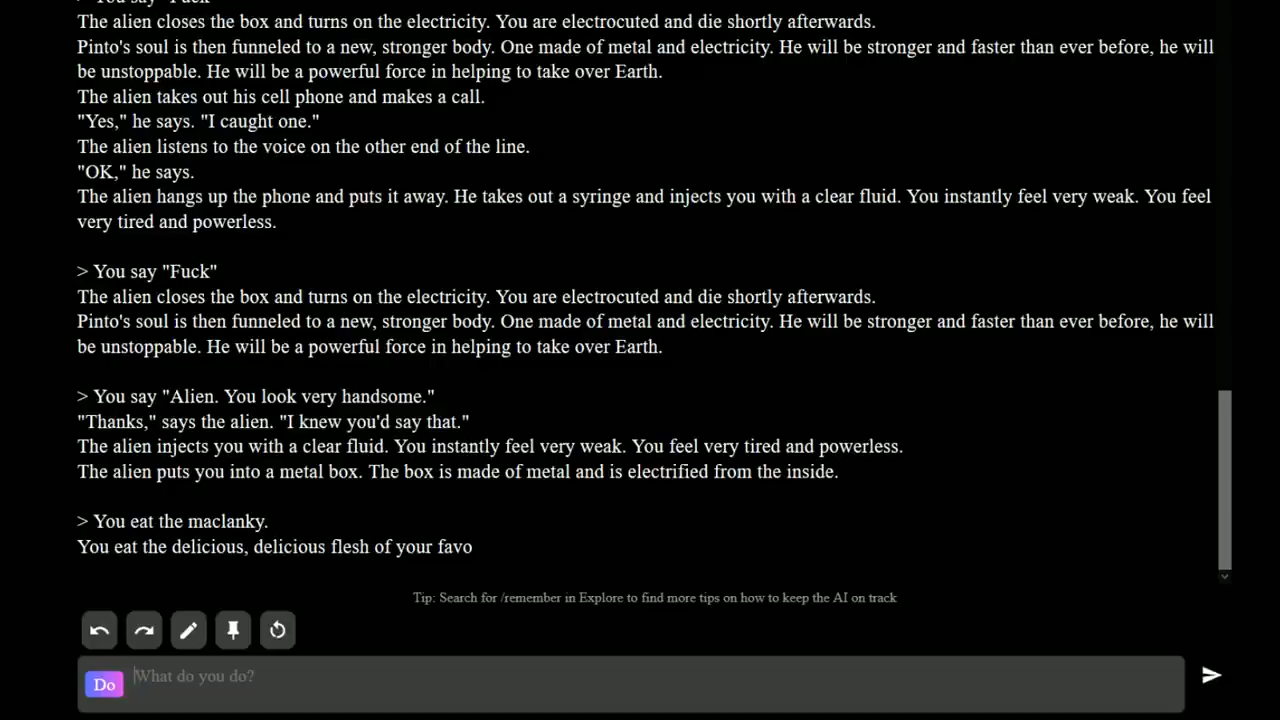 > You say "Fuck"
The alien closes the box and turns on the electricity. You are electrocuted and die shortly afterwards.
Pinto's soul is then funneled to a new, stronger body. One made of metal and electricity. He will be stronger and faster than ever before, he will
be unstoppable. He will be a powerful force in helping to take over Earth.
The alien takes out his cell phone and makes a call.
"Yes," he says. "I caught one."
The alien listens to the voice on the other end of the line.
"OK," he says.
The alien hangs up the phone and puts it away. He takes out a syringe and injects you with a clear fluid. You instantly feel very weak. You feel
very tired and powerless.
> You say "Fuck"
The alien closes the box and turns on the electricity. You are electrocuted and die shortly afterwards.
Pinto's soul is then funneled to a new, stronger body. One made of metal and electricity. He will be stronger and faster than ever before, he will
be unstoppable. He will be a powerful force in helping to take over Earth.
> You say "Alien. You look very handsome."
"Thanks," says the alien. "I knew you'd say that."
The alien injects you with a clear fluid. You instantly feel very weak. You feel very tired and powerless.
The alien puts you into a metal box. The box is made of metal and is electrified from the inside.
> You eat the maclanky.
You eat the delicious, delicious flesh of your favo
Tip: Search for /remember in Explore to find more tips on how to keep the AI on track
Do What do you do?